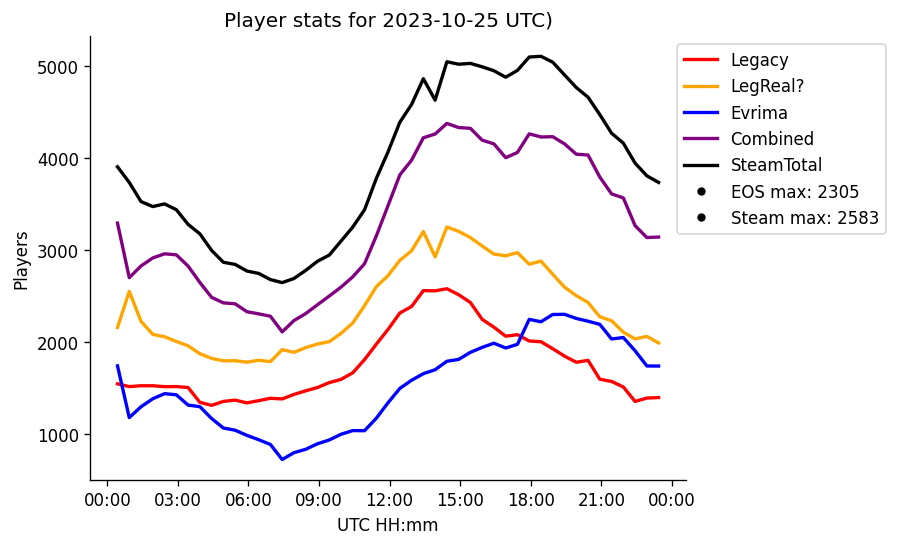 Player stats for 2023-10-25 UTC)
Legacy
LegReal?
Evrima
Combined
SteamTotal
EOS max: 2305
Steam max: 2583
Players
5000
4000
3000
2000
1000
00:00 03:00 06:00 09:00 12:00 15:00 18:00 21:00 00:00
UTC HH:mm